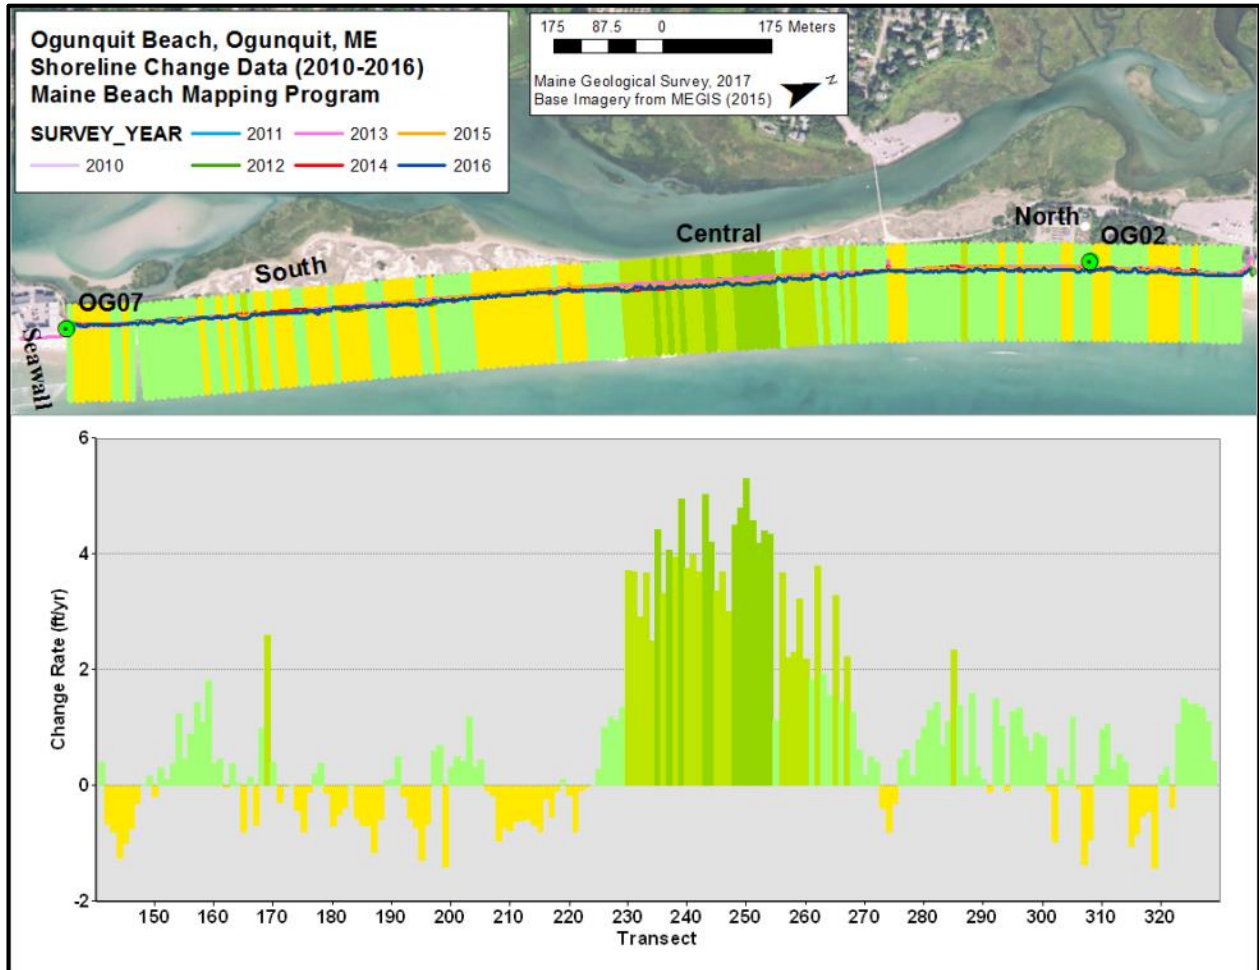 Ogunquit Beach, Ogunquit, ME
Shoreline Change Data (2010-2016)
Maine Beach Mapping Program
SURVEY_YEAR
2010
2011
2012
2013
2014
2015
2016
175 87.5 0 175 Meters
Maine Geological Survey, 2017
Base Imagery from MEGIS (2015)
N
North
OG02
Central
South
OG07
Seawall
Change Rate (ft/yr)
6
4
2
0
-2
150 160 170 180 190 200 210 220 230 240 250 260 270 280 290 300 310 320
Transect